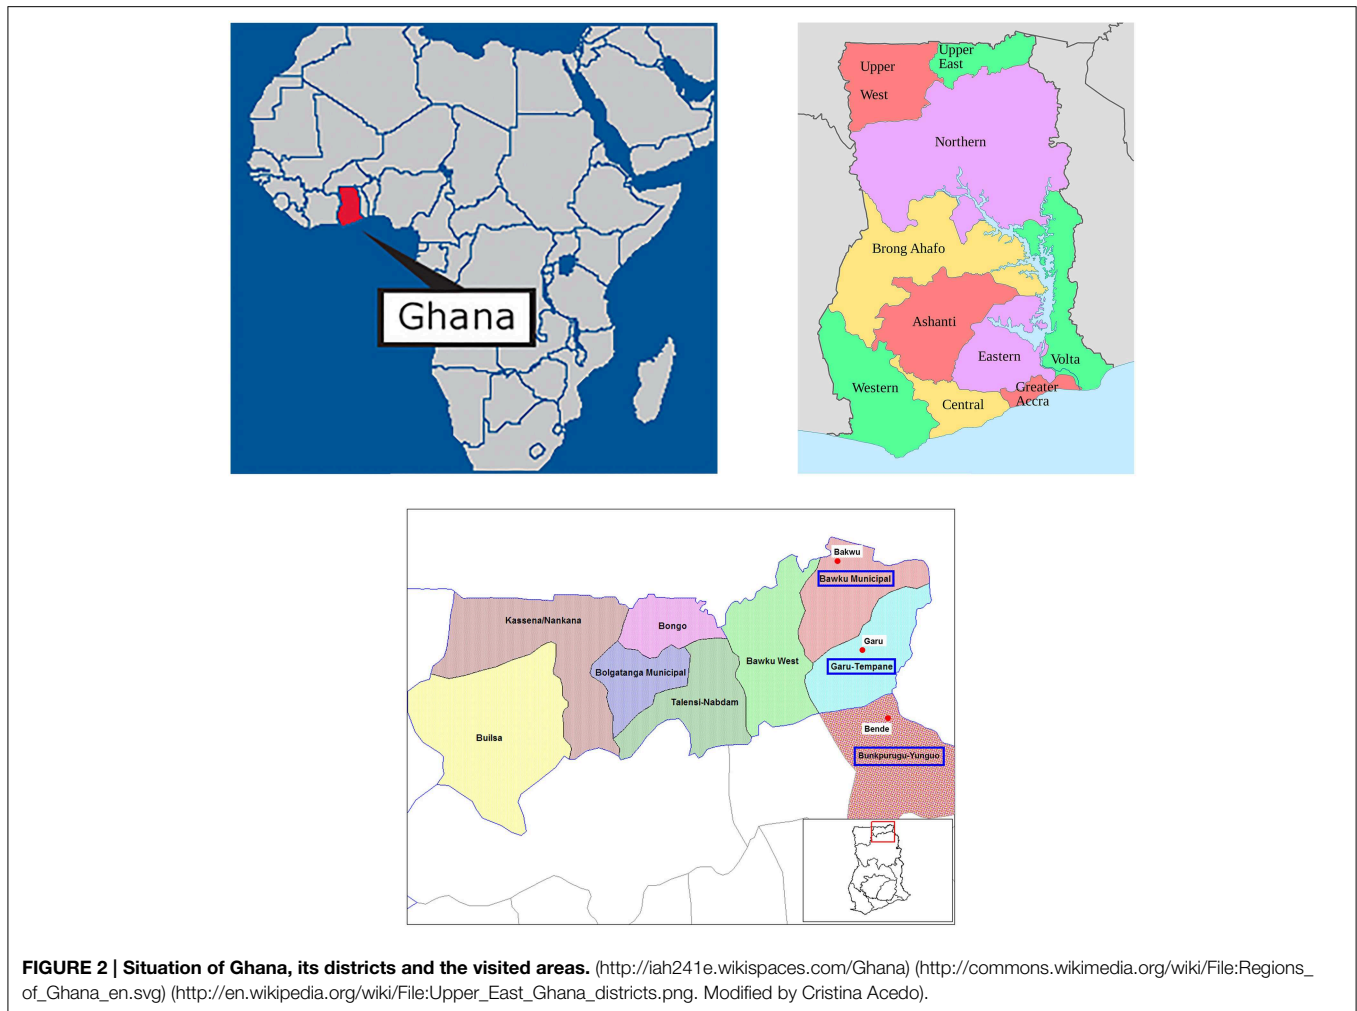 Ghana
Upper
West
Upper
East
Northern
Brong Ahafo
Ashanti
Eastern
Volta
Western
Central
Greater
Accra
Bakwu
Bawku Municipal
Kassena/Nankana
Bongo
Garu
Bawku West
Garu-Tempane
Bolgatanga Municipal
Talensi-Nabdam
Bende
Builsa
Bunkpurugu-Yunguo
FIGURE 2 | Situation of Ghana, its districts and the visited areas. (http://iah241e.wikispaces.com/Ghana) (http://commons.wikimedia.org/wiki/File:Regions_
of_Ghana_en.svg) (http://en.wikipedia.org/wiki/File:Upper_East_Ghana_districts.png. Modified by Cristina Acedo).